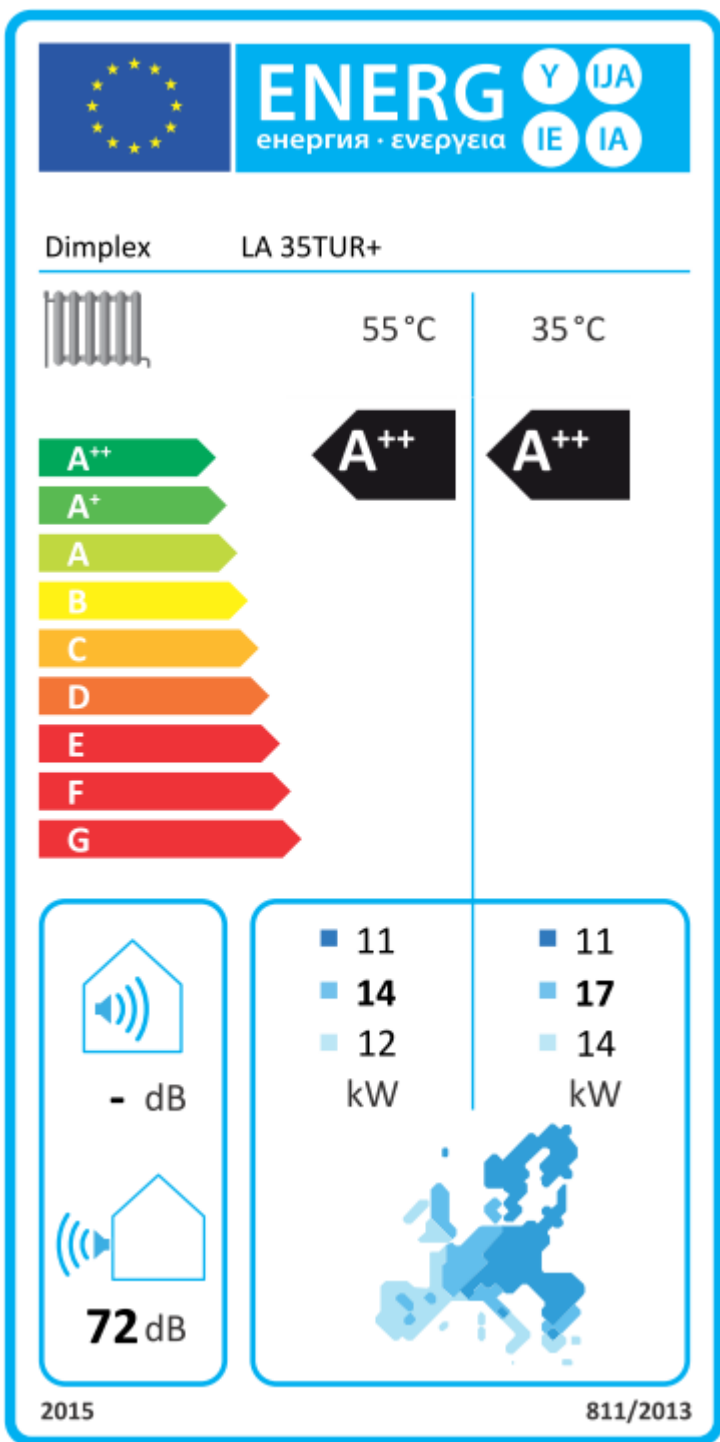 ENERG Y IJA
енергия · ενεργεια IE IA
Dimplex LA 35TUR+
55 °C 35 °C
A++ A++ A++
A+
A
B
C
D
E
F
G
11 11
14 17
12 14
kW kW
- dB
72 dB
2015 811/2013